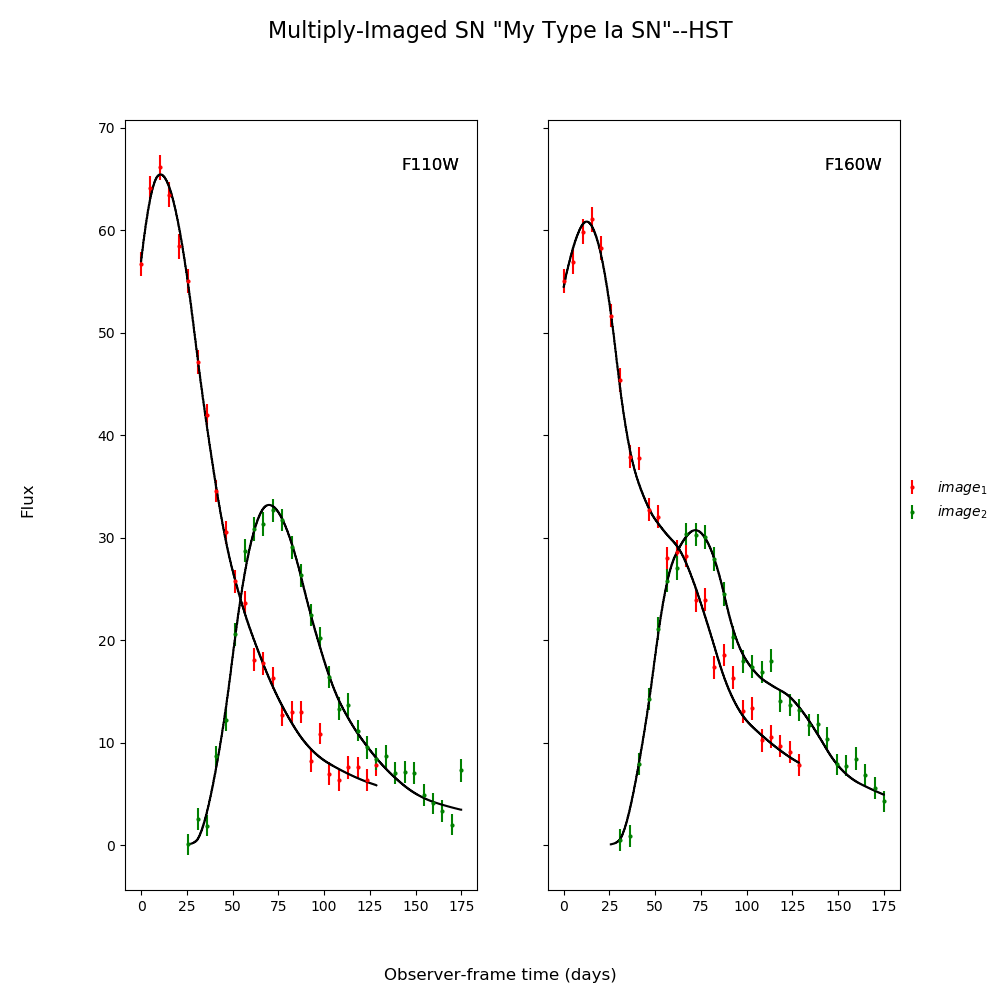 Multiply-Imaged SN "My Type Ia SN"--HST
F110W
F160W
70
60
50
40
30
20
10
0
Flux
image1
image2
0 25 50 75 100 125 150 175
0 25 50 75 100 125 150 175
Observer-frame time (days)